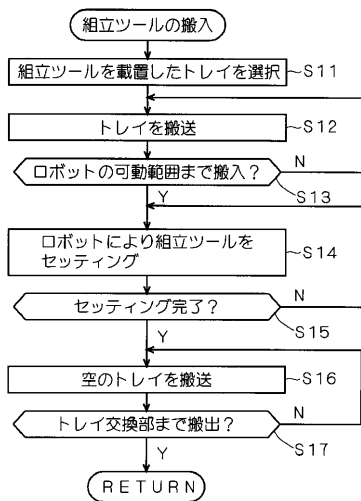 組立ツールの搬入
組立ツールを載置したトレイを選択
S11
トレイを搬送
S12
ロボットの可動範囲まで搬入？
N
S13
Y
ロボットにより組立ツールを
セッティング
S14
セッティング完了？
N
S15
Y
空のトレイを搬送
S16
トレイ交換部まで搬出？
N
S17
Y
RETURN